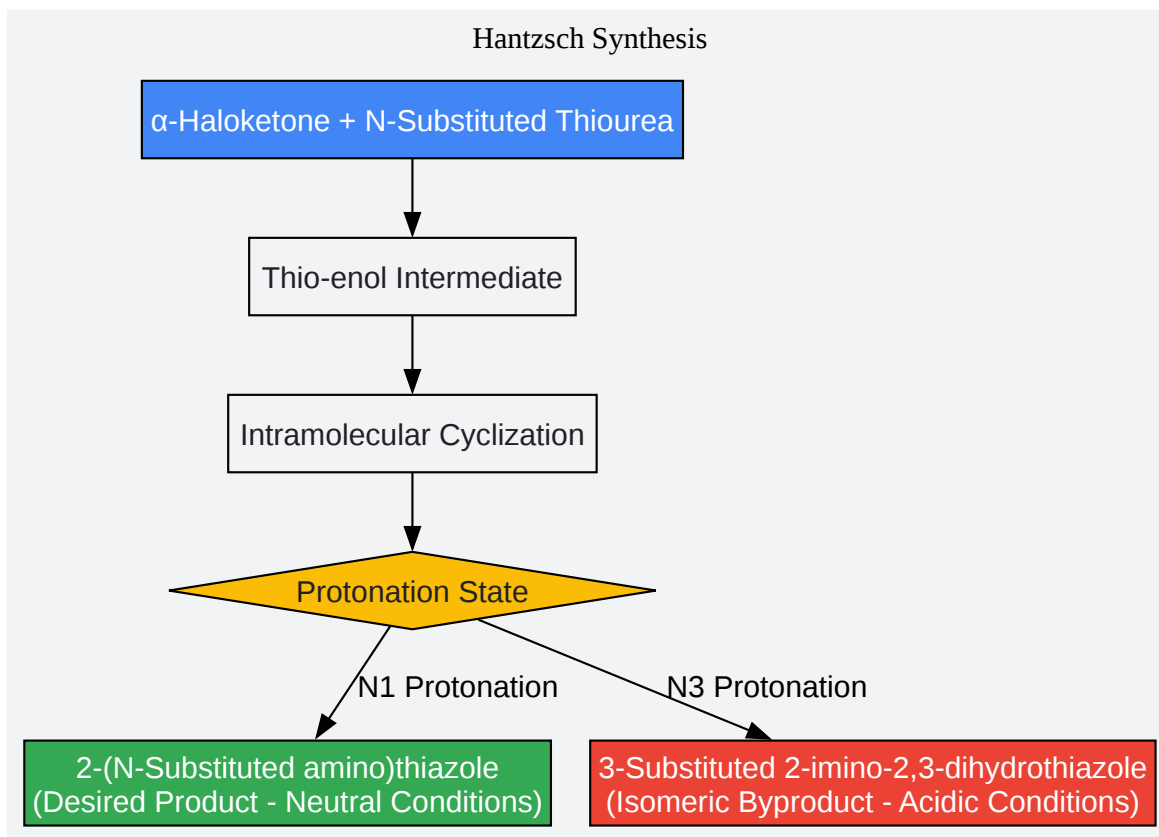 Hantzsch Synthesis
α-Haloketone + N-Substituted Thiourea
Thio-enol Intermediate
Intramolecular Cyclization
Protonation State
N1 Protonation
N3 Protonation
2-(N-Substituted amino)thiazole
(Desired Product - Neutral Conditions)
3-Substituted 2-imino-2,3-dihydrothiazole
(Isomeric Byproduct - Acidic Conditions)